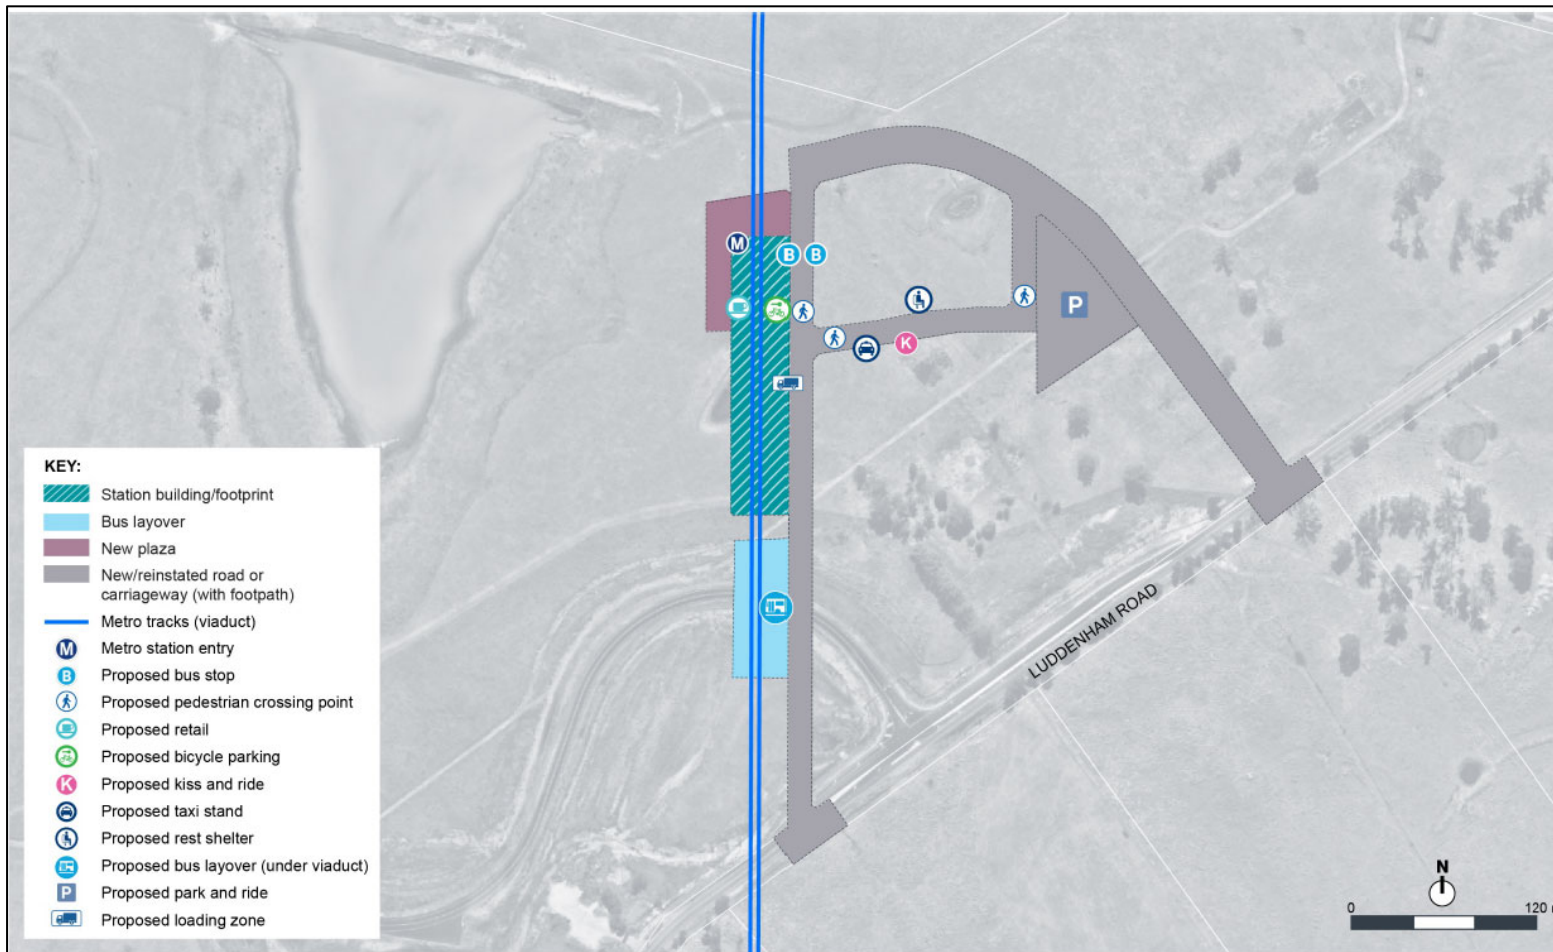 M
B B
K
P
KEY:
Station building/footprint
Bus layover
New plaza
New/reinstated road or
carriageway (with footpath)
Metro tracks (viaduct)
M Metro station entry
B Proposed bus stop
Proposed pedestrian crossing point
Proposed retail
Proposed bicycle parking
K Proposed kiss and ride
Proposed taxi stand
Proposed rest shelter
Proposed bus layover (under viaduct)
P Proposed park and ride
Proposed loading zone
LUDDENHAM ROAD
N
0 120